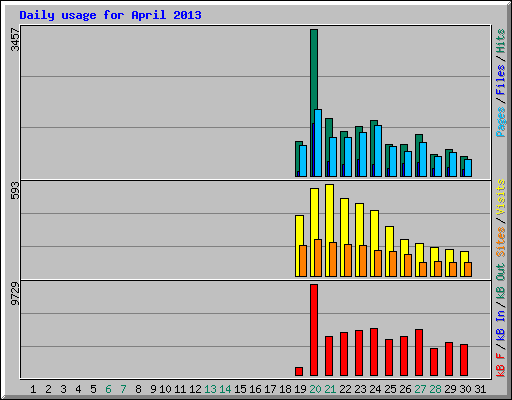 Daily usage for April 2013
3457
Pages / Files / Hits
593
Sites / Visits
9729
kB F / kB In / kB Out
1 2 3 4 5 6 7 8 9 10 11 12 13 14 15 16 17 18 19 20 21 22 23 24 25 26 27 28 29 30 31